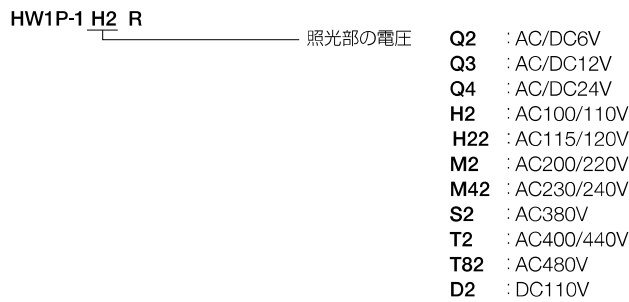 HW1P-1 H2 R
照光部の電圧
Q2 : AC/DC6V
Q3 : AC/DC12V
Q4 : AC/DC24V
H2 : AC100/110V
H22 : AC115/120V
M2 : AC200/220V
M42 : AC230/240V
S2 : AC380V
T2 : AC400/440V
T82 : AC480V
D2 : DC110V